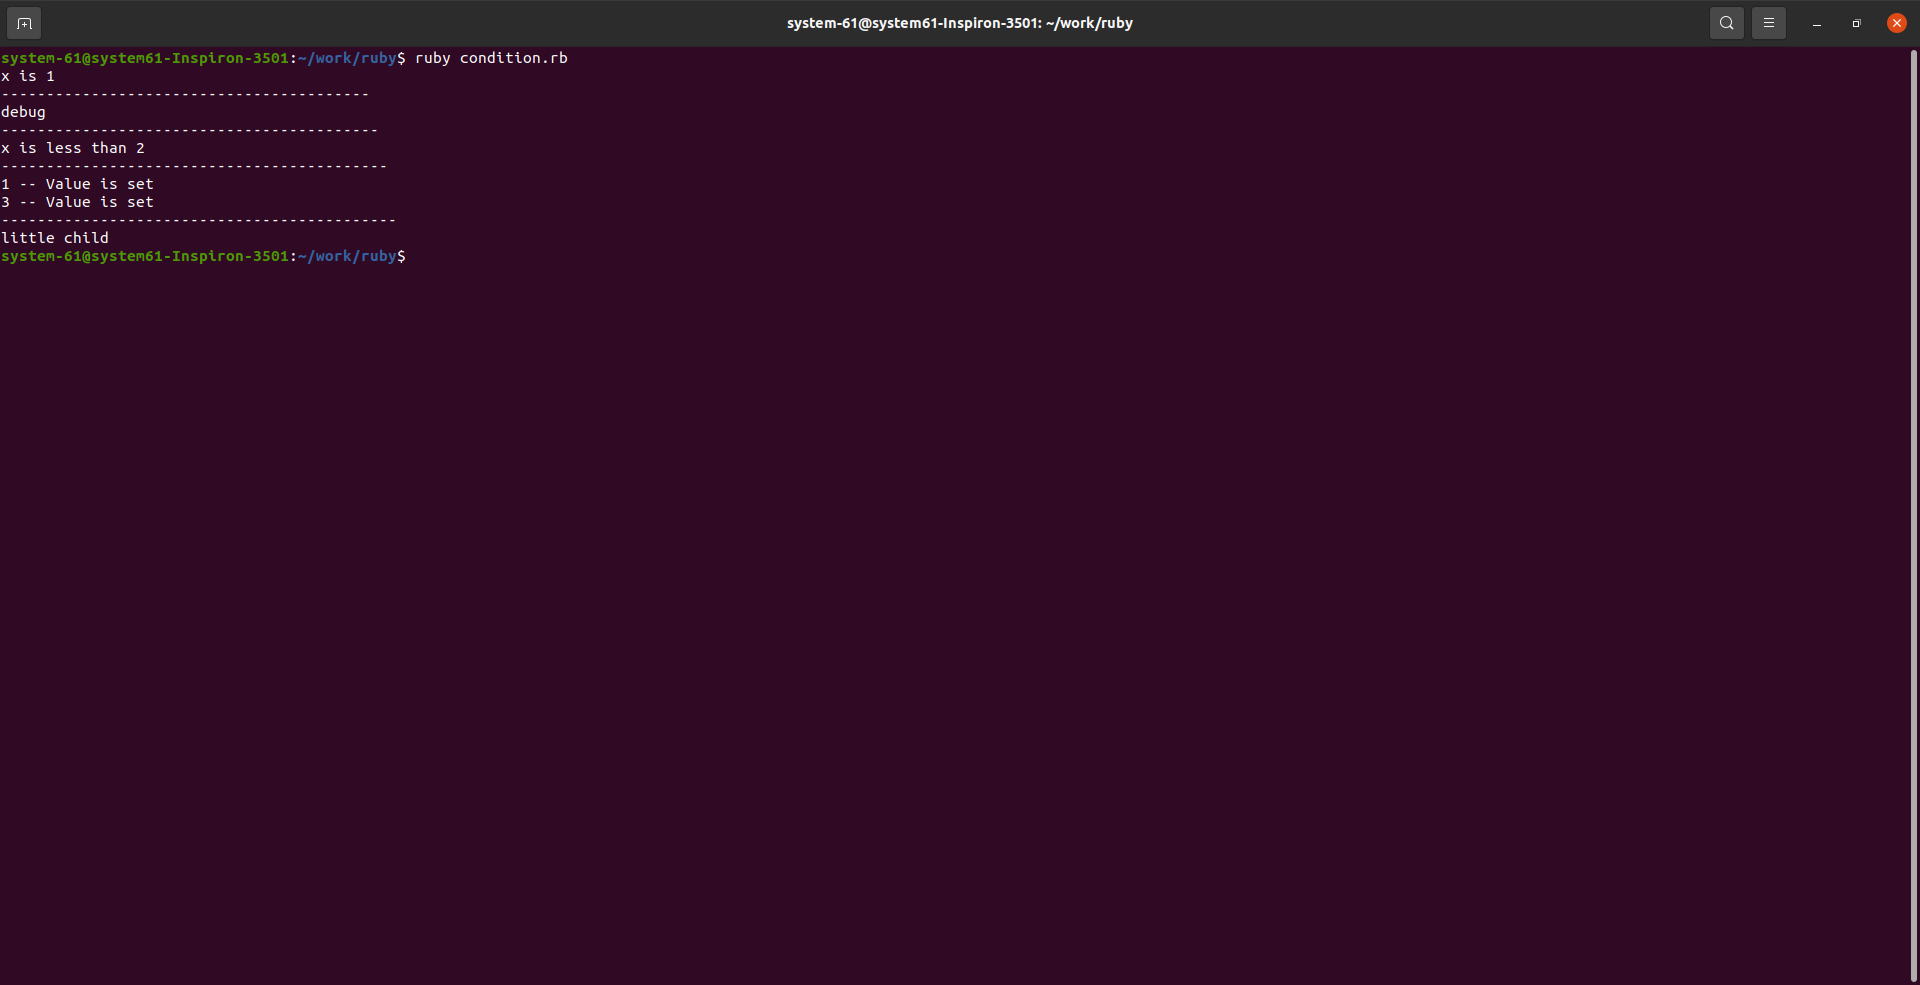 system-61@system61-Inspiron-3501: ~/work/ruby
system-61@system61-Inspiron-3501:~/work/ruby$ ruby condition.rb
x is 1
-----------------------------------------
debug
------------------------------------------
x is less than 2
-------------------------------------------
1 -- Value is set
3 -- Value is set
--------------------------------------------
little child
system-61@system61-Inspiron-3501:~/work/ruby$